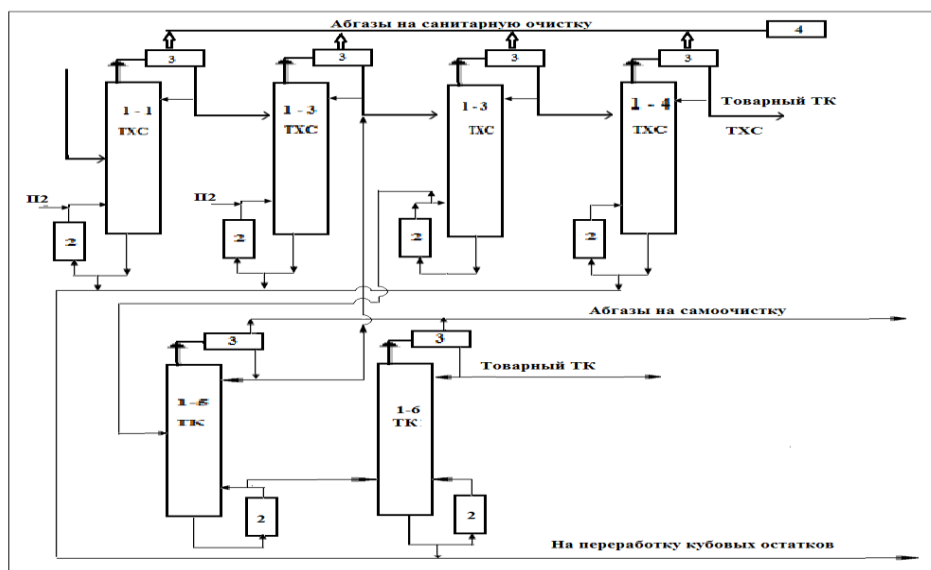 Абгазы на санитарную очистку
4
3
3
3
3
1 - 1
ТХС
1 - 3
ТХС
1 - 3
ТХС
1 - 4
ТХС
Товарный ТК
ТХС
П2
П2
2
2
2
2
Абгазы на самоочистку
3
3
Товарный ТК
1-5
ТК
1-6
ТК
2
2
На переработку кубовых остатков